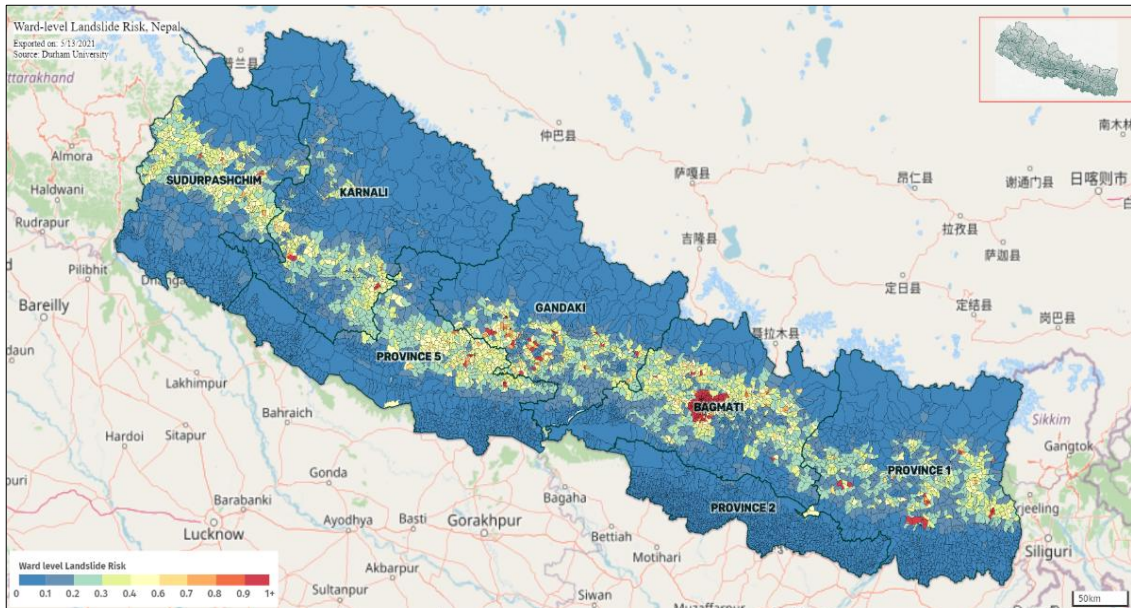 Ward-level Landslide Risk, Nepal
Exported on: 5/13/2021
Source: Durham University
普兰县
仲巴县
南木林
Almora
萨嘎县
昂仁县
谢通门县
日喀则市
Haldwani
SUDURPASHCHIM
KARNALI
Rudrapur
拉孜县
吉隆县
萨迦县
Pilibhit
定日县
定结县
Bareilly
GANDAKI
岗巴县
聂拉木县
PROVINCE 5
Lakhimpur
BAGMATI
Bahraich
Sikkim
Hardoi
Sitapur
Gangtok
PROVINCE 1
Gonda
Bagaha
PROVINCE 2
Barabanki
Ayodhya
Basti
Gorakhpur
Lucknow
Bettiah
Siliguri
Motihari
Ward level Landslide Risk
Akbarpur
0 0.1 0.2 0.3 0.4 0.5 0.6 0.7 0.8 0.9 1+
Sultanpur
Siwan
50km